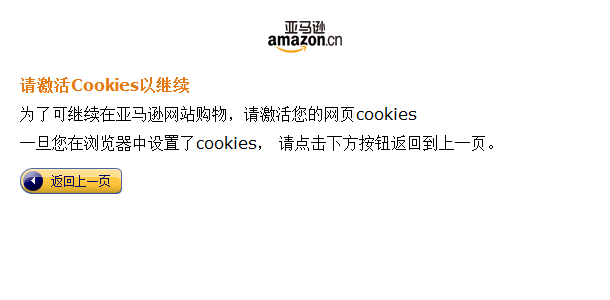 亚马逊
amazon.cn
请激活Cookies以继续
为了可继续在亚马逊网站购物，请激活您的网页cookies
一旦您在浏览器中设置了cookies， 请点击下方按钮返回到上一页。
返回上一页